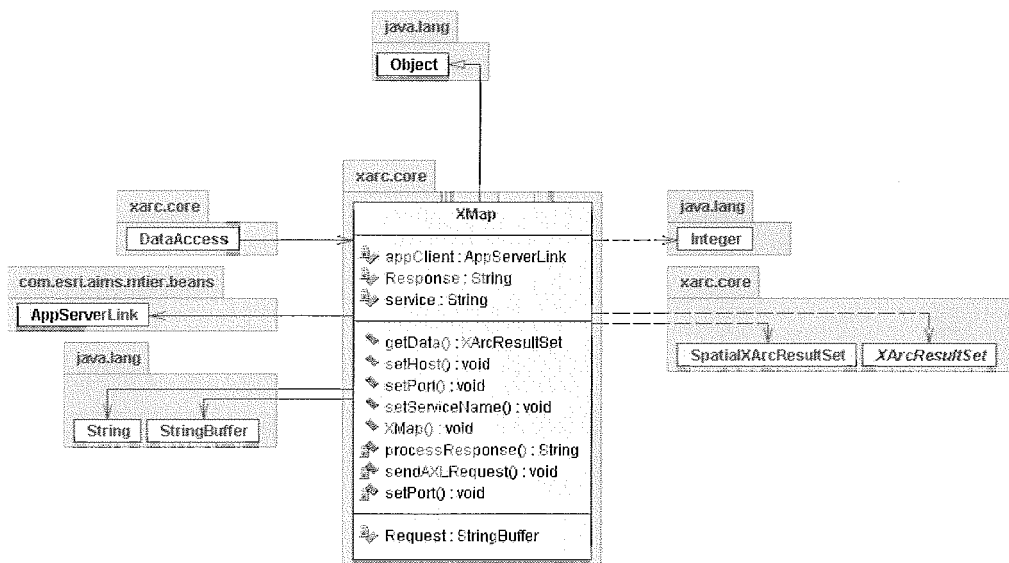 java.lang
Object
xarc.core
XMap
appClient : AppServerLink
Response : String
service : String
getData() : XArcResultSet
setHost() : void
setPort() : void
setServiceName() : void
XMap() : void
processResponse() : String
sendAXLRequest() : void
setPort() : void
Request : StringBuffer
xarc.core
DataAccess
com.esri.aims.mtier.beans
AppServerLink
java.lang
String StringBuffer
java.lang
Integer
xarc.core
SpatialXArcResultSet XArcResultSet